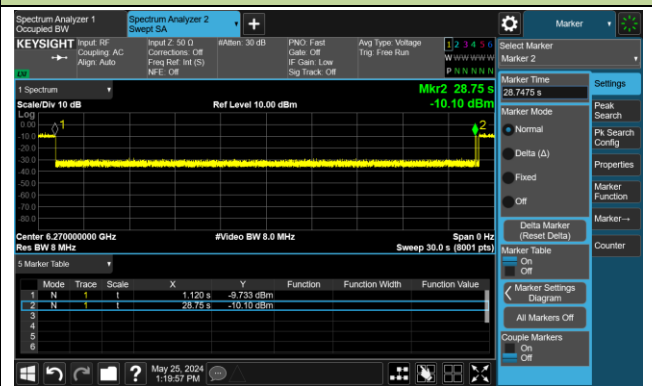 Spectrum Analyzer 1
Occupied BW
Spectrum Analyzer 2
Swept SA
Marker
KEYSIGHT
Input: RF
Coupling: AC
Align: Auto
Input Z: 50 Ω
Corrections: Off
Freq Ref: Int (S)
NFE: Off
#Atten: 30 dB
PNO: Fast
Gate: Off
IF Gain: Low
Sig Track: Off
Avg Type: Voltage
Trig: Free Run
1 2 3 4 5 6
W W W W W W
P N N N N N
Select Marker
Marker 2
1 Spectrum
Mkr2 28.75 s
Scale/Div 10 dB
Ref Level 10.00 dBm
-10.10 dBm
Log
0.00
-10.0
-20.0
-30.0
-40.0
-50.0
-60.0
-70.0
-80.0
1
2
Center 6.270000000 GHz
#Video BW 8.0 MHz
Span 0 Hz
Res BW 8 MHz
Sweep 30.0 s (8001 pts)
5 Marker Table
Mode Trace Scale X Y Function Function Width Function Value
1 N 1 t 1.120 s -9.733 dBm
2 N 1 t 28.75 s -10.10 dBm
3
4
5
6
Marker Time
28.7475 s
Marker Mode
Normal
Delta (Δ)
Fixed
Off
Delta Marker
(Reset Delta)
Marker Table
On
Off
Marker Settings
Diagram
All Markers Off
Couple Markers
On
Off
Settings
Peak
Search
Pk Search
Config
Properties
Marker
Function
Marker→
Counter
?
May 25, 2024
1:19:57 PM